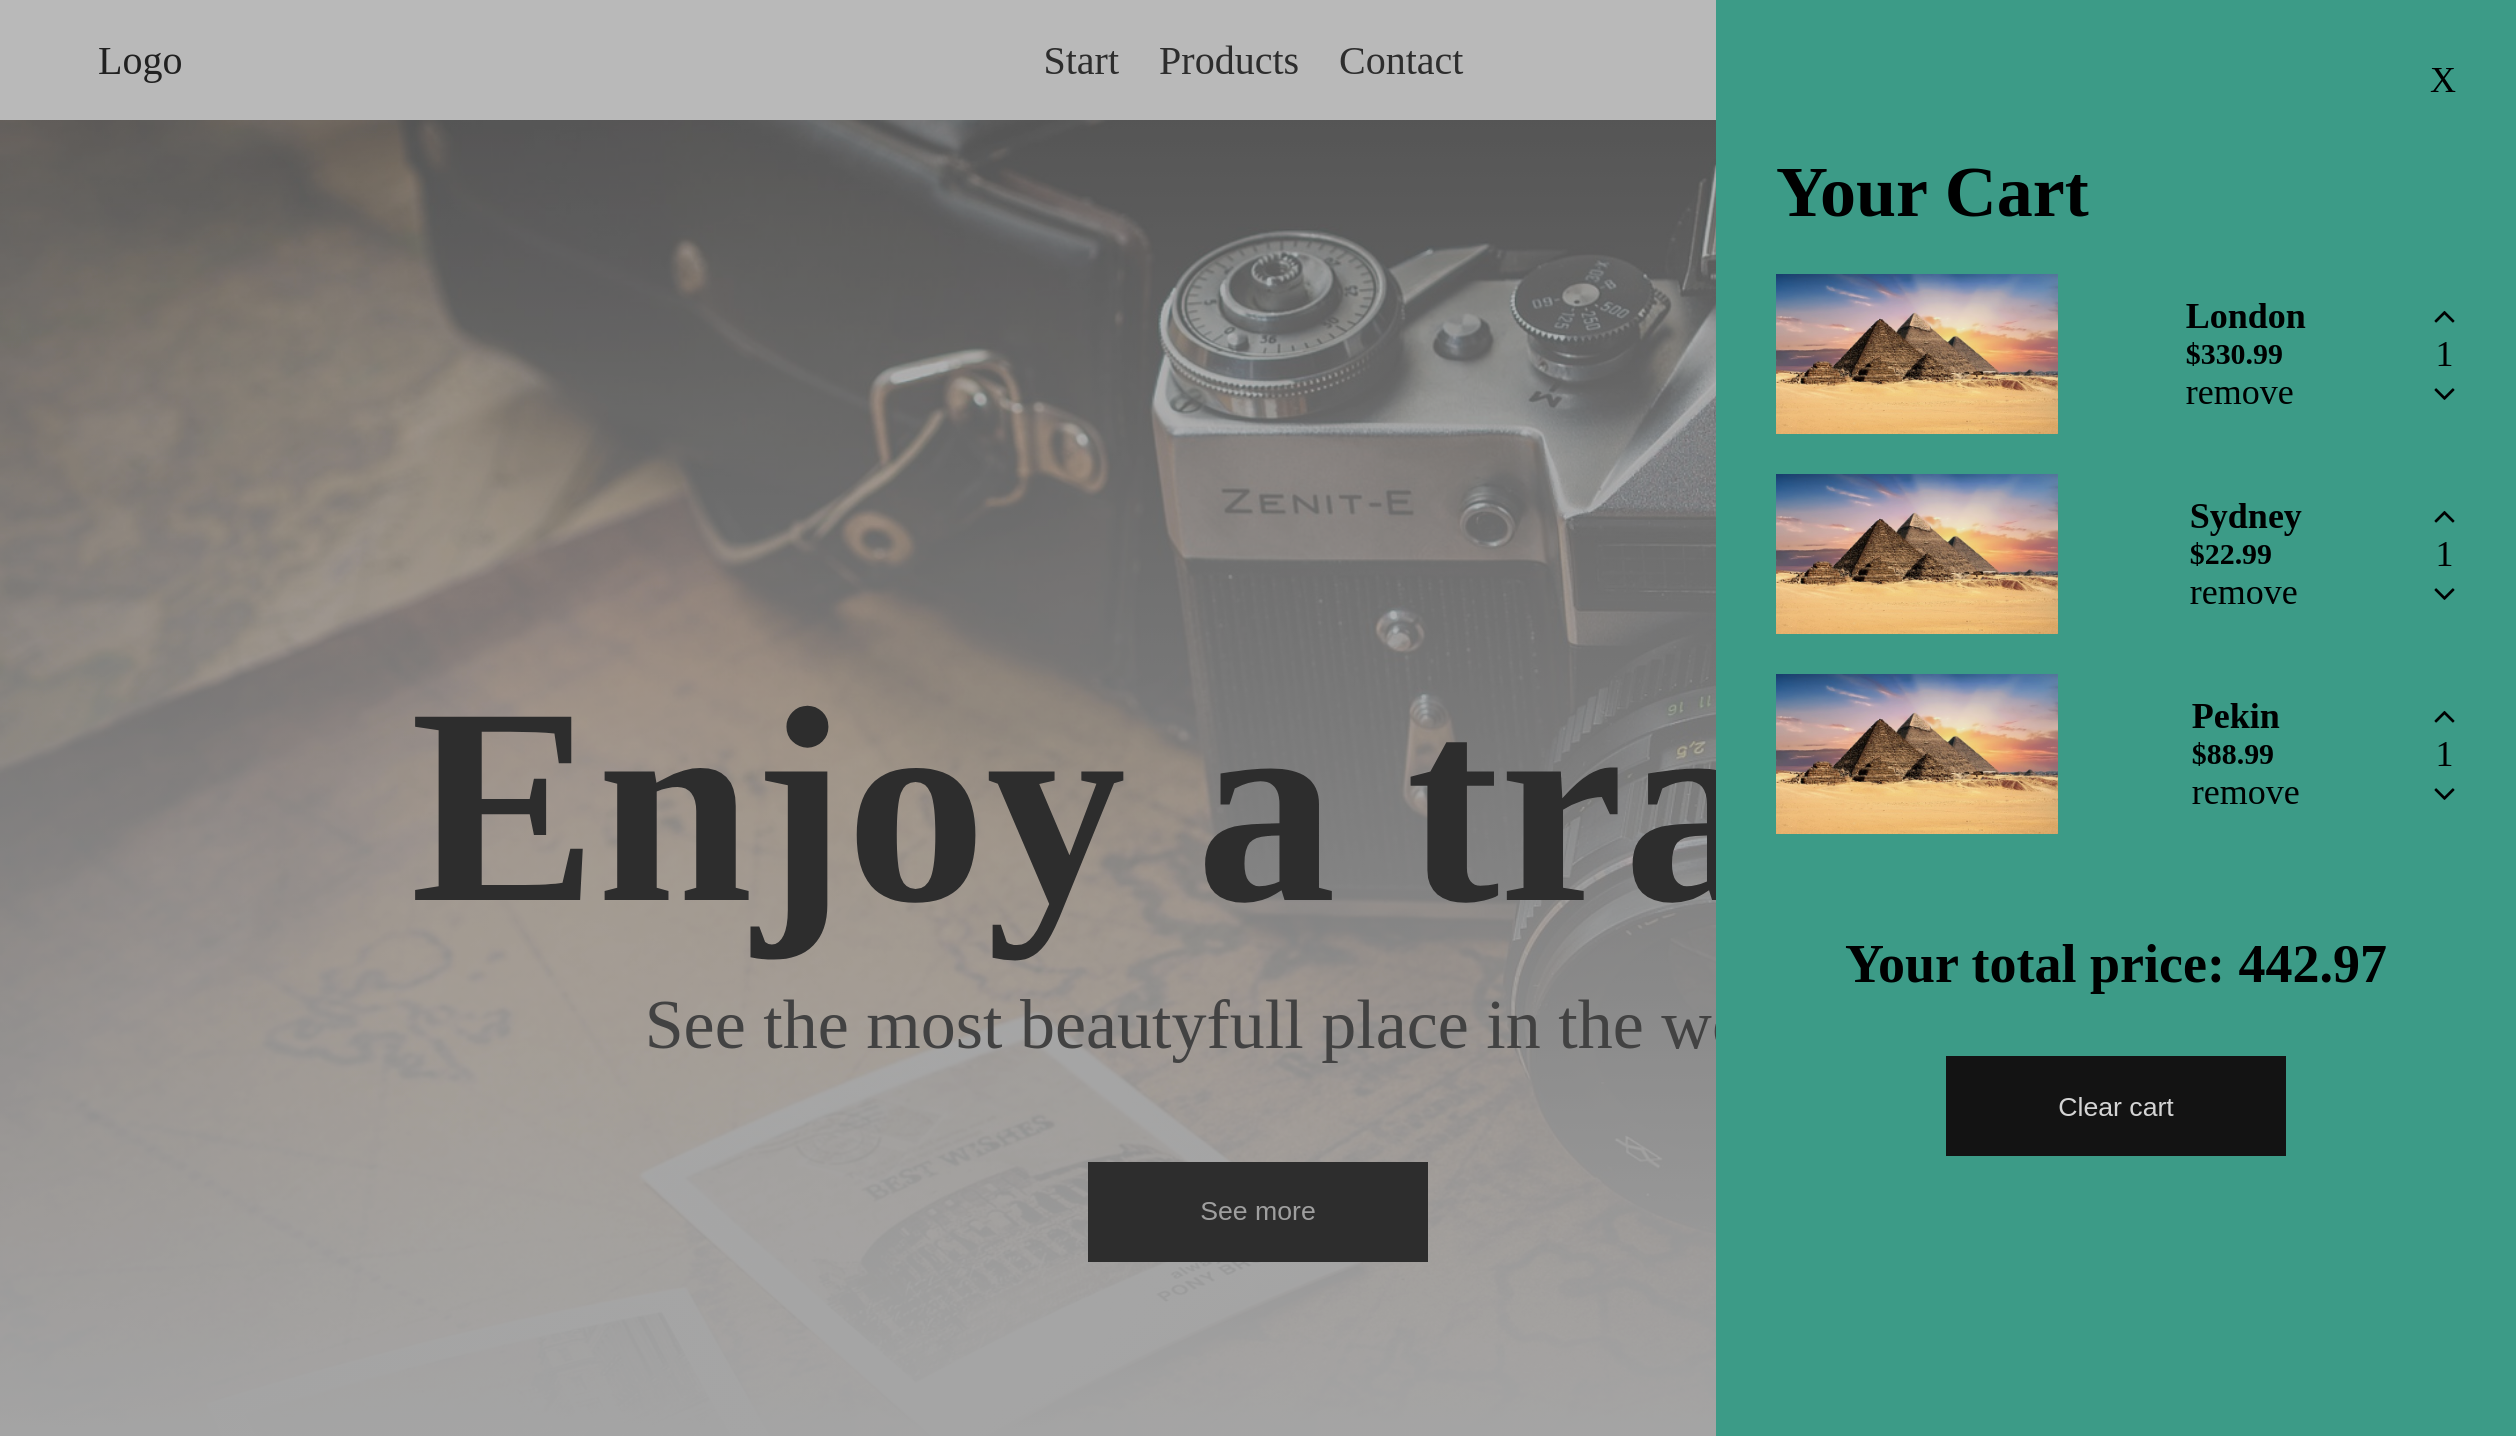 Logo
Start Products Contact
X
Your Cart
London
$330.99
1
remove
Sydney
$22.99
1
remove
Pekin
$88.99
1
remove
Your total price: 442.97
Clear cart
ZENIT-E
Enjoy a tra
See the most beautyfull place in the w
BEST WISHES
See more